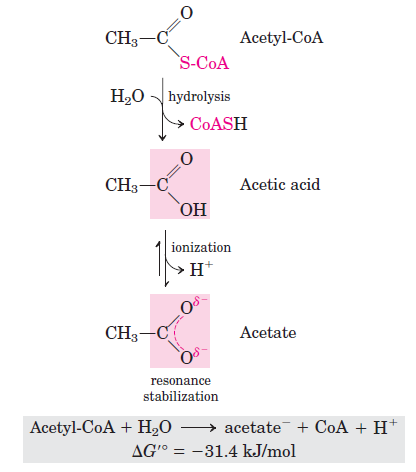 O
CH₃—C Acetyl-CoA
S-CoA
H₂O hydrolysis
CoASH
O
CH₃—C Acetic acid
OH
ionization
H⁺
Oᵟ⁻
CH₃—C Acetate
Oᵟ⁻
resonance
stabilization
Acetyl-CoA + H₂O ⟶ acetate⁻ + CoA + H⁺
ΔG′° = −31.4 kJ/mol